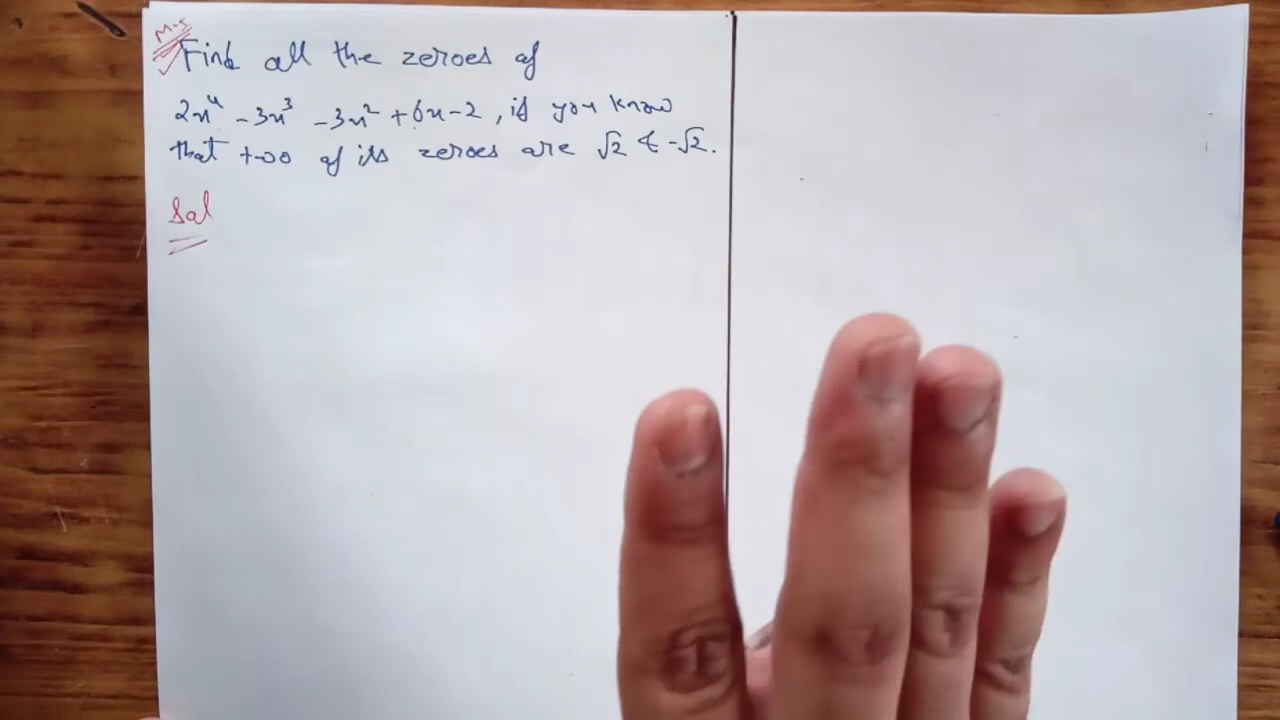 Find all the zeroes of
2x⁴ - 3x³ - 3x² + 6x - 2, if you know
that two of its zeroes are √2 & -√2.
Sol